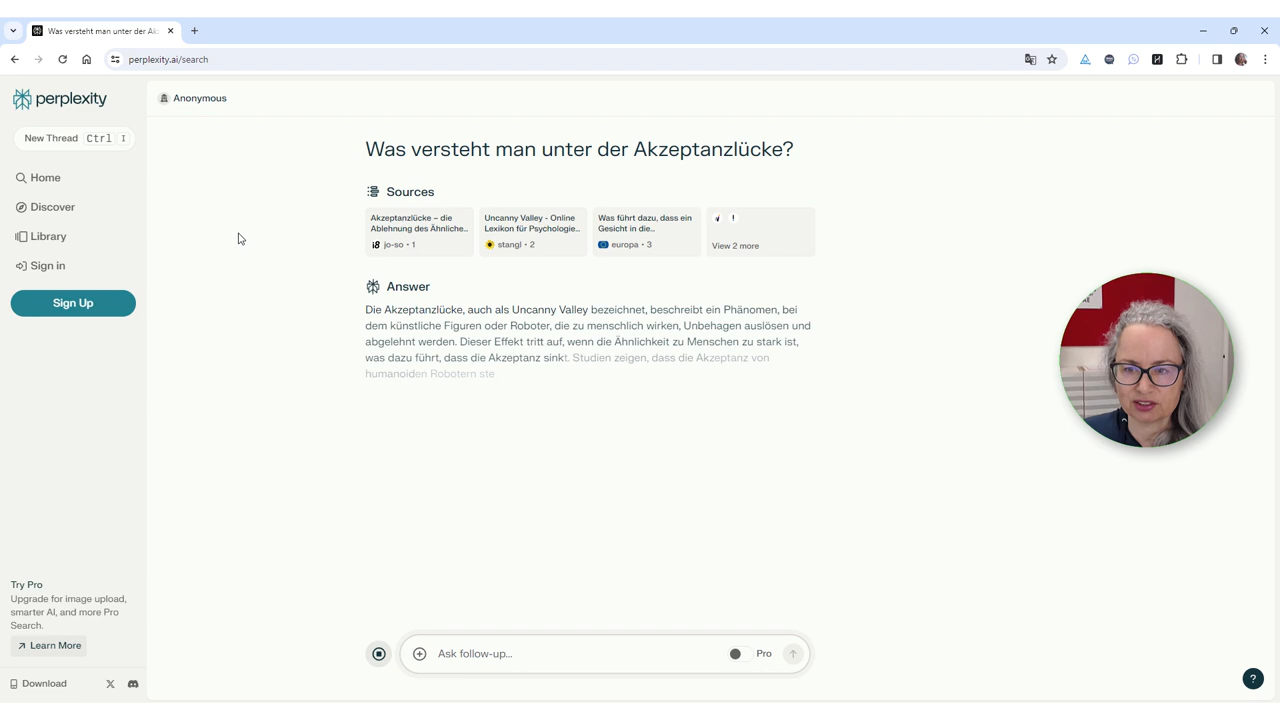 Was versteht man unter der Ak
perplexity.ai/search
perplexity
Anonymous
New Thread Ctrl I
Home
Discover
Library
Sign in
Sign Up
Was versteht man unter der Akzeptanzlücke?
Sources
Akzeptanzlücke – die
Ablehnung des Ähnliche...
jo-so • 1
Uncanny Valley - Online
Lexikon für Psychologie...
stangl • 2
Was führt dazu, dass ein
Gesicht in die...
europa • 3
View 2 more
Answer
Die Akzeptanzlücke, auch als Uncanny Valley bezeichnet, beschreibt ein Phänomen, bei
dem künstliche Figuren oder Roboter, die zu menschlich wirken, Unbehagen auslösen und
abgelehnt werden. Dieser Effekt tritt auf, wenn die Ähnlichkeit zu Menschen zu stark ist,
was dazu führt, dass die Akzeptanz sinkt. Studien zeigen, dass die Akzeptanz von
humanoiden Robotern ste
Try Pro
Upgrade for image upload,
smarter AI, and more Pro
Search.
Learn More
Download
Ask follow-up...
Pro
?